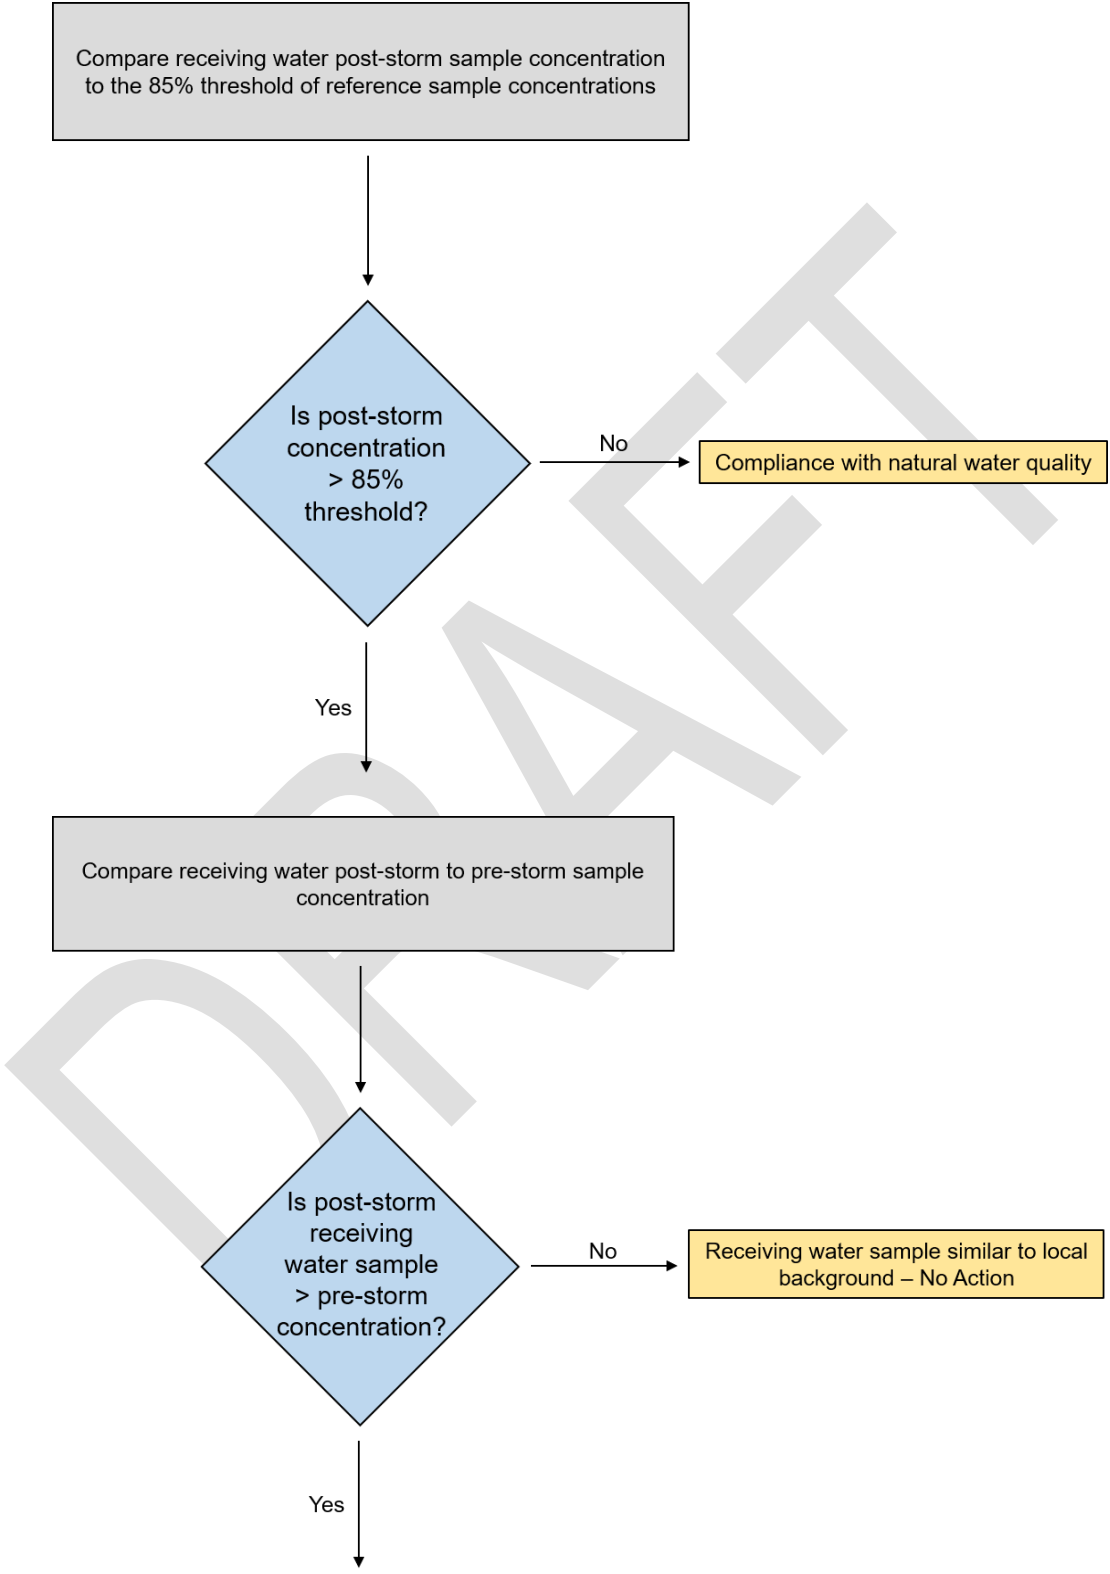 Compare receiving water post-storm sample concentration
to the 85% threshold of reference sample concentrations
Is post-storm
concentration
> 85%
threshold?
No
Compliance with natural water quality
Yes
Compare receiving water post-storm to pre-storm sample
concentration
Is post-storm
receiving
water sample
> pre-storm
concentration?
No
Receiving water sample similar to local
background – No Action
Yes
DRAFT